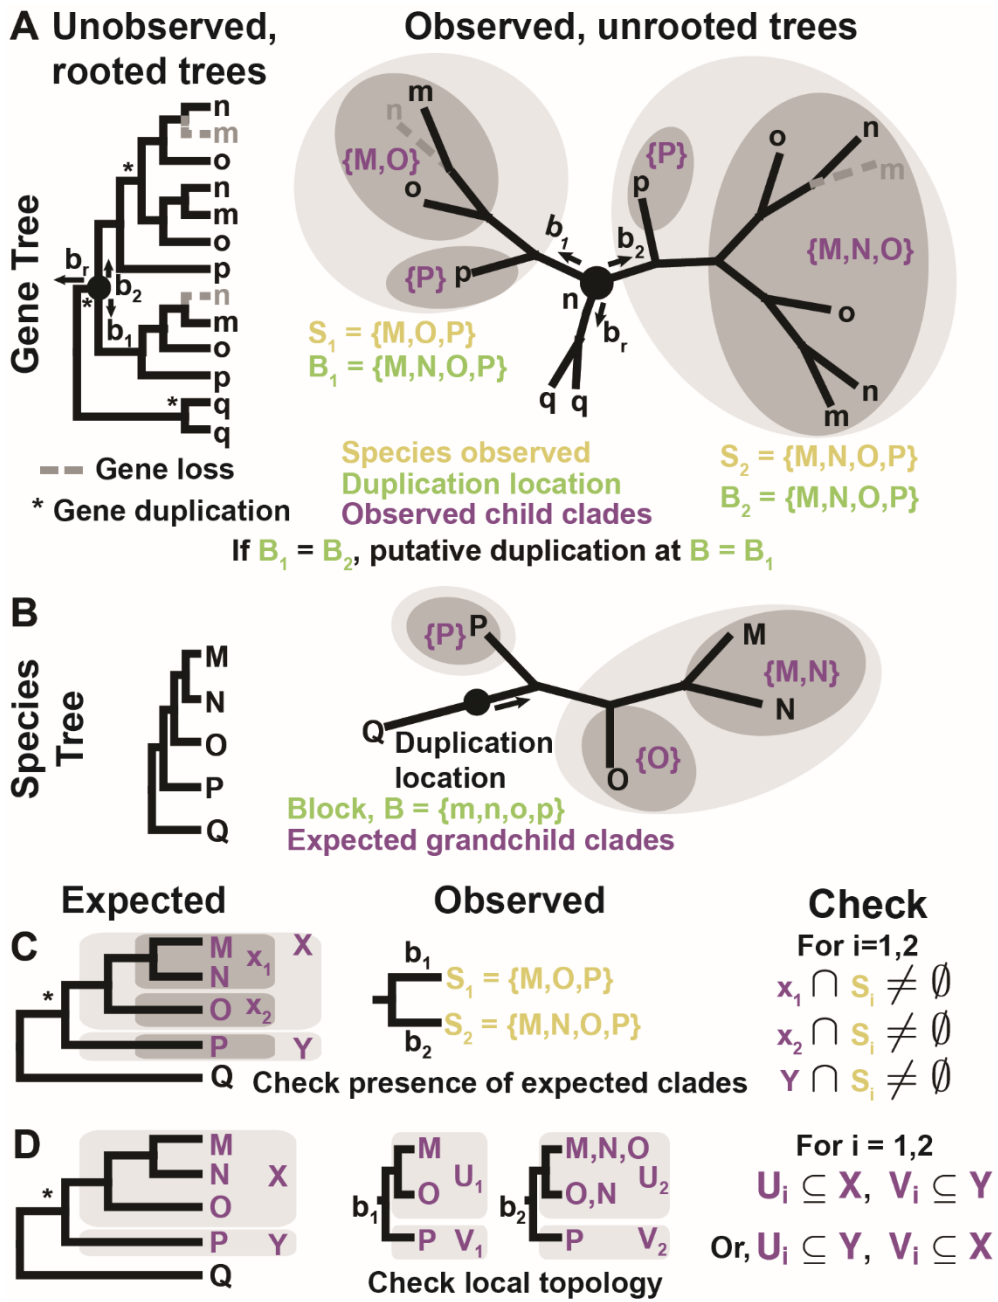 A Unobserved, rooted trees
Observed, unrooted trees
Gene Tree
n
m
o
n
m
o
p
n
m
o
p
q
q
*
*
*
b_r
b_2
b_1
Gene loss
* Gene duplication
m
n
{M,O}
o
{P}
p
b_1
b_2
n
b_r
q
q
{P}
p
o
n
m
{M,N,O}
o
n
m
S_1 = {M,O,P}
B_1 = {M,N,O,P}
Species observed
Duplication location
Observed child clades
S_2 = {M,N,O,P}
B_2 = {M,N,O,P}
If B_1 = B_2, putative duplication at B = B_1
B
Species Tree
M
N
O
P
Q
{P}
P
M
{M,N}
N
Q
Duplication location
{O}
O
Block, B = {m,n,o,p}
Expected grandchild clades
Expected
Observed
Check
C
*
M
N
O
P
Q
x_1
x_2
X
Y
b_1
S_1 = {M,O,P}
S_2 = {M,N,O,P}
b_2
Check presence of expected clades
For i=1,2
x_1 ∩ S_i ≠ ∅
x_2 ∩ S_i ≠ ∅
Y ∩ S_i ≠ ∅
D
*
M
N
O
P
Q
X
Y
b_1
M
O
U_1
P V_1
b_2
M,N,O
O,N
U_2
P V_2
Check local topology
For i = 1,2
U_i ⊆ X, V_i ⊆ Y
Or, U_i ⊆ Y, V_i ⊆ X